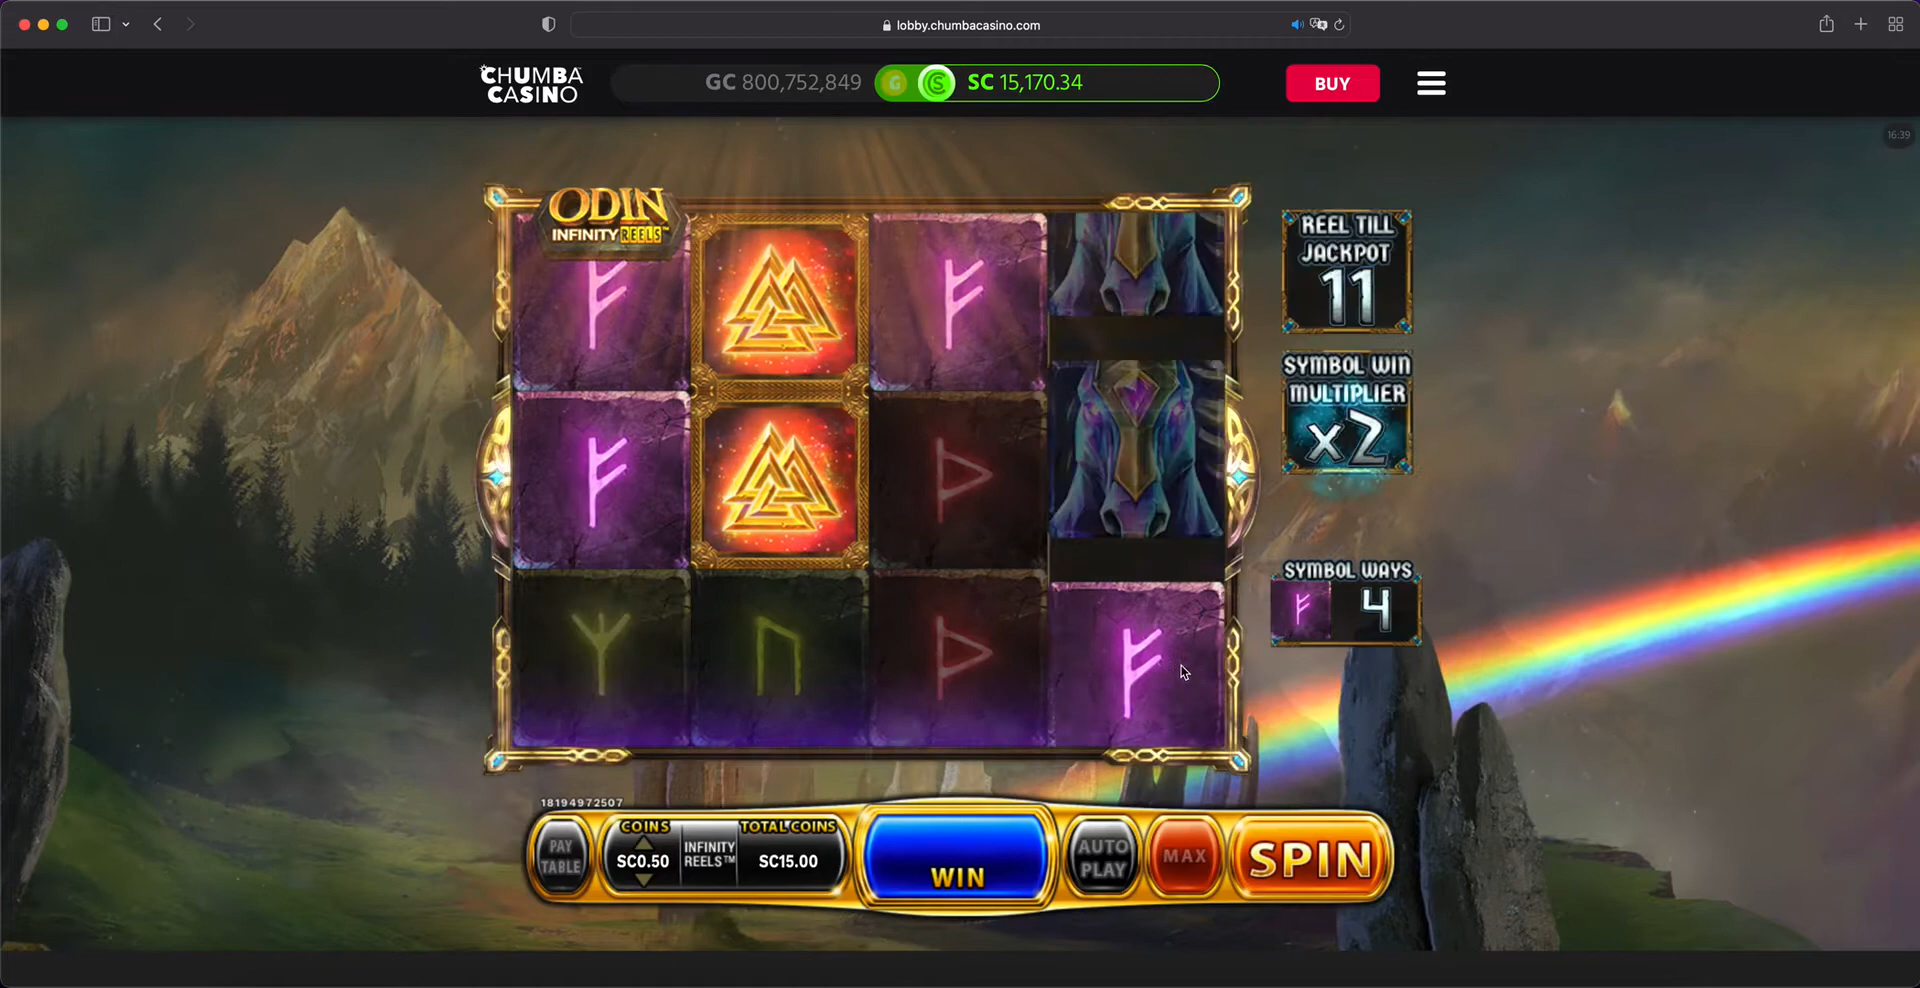 lobby.chumbacasino.com
CHUMBA
CASINO
GC 800,752,849
G
S
SC 15,170.34
BUY
16:39
ODIN
INFINITY REELS™
REEL TILL
JACKPOT
11
SYMBOL WIN
MULTIPLIER
x2
SYMBOL WAYS
4
18194972507
PAY
TABLE
COINS
SC0.50
INFINITY
REELS™
TOTAL COINS
SC15.00
WIN
AUTO
PLAY
MAX
SPIN